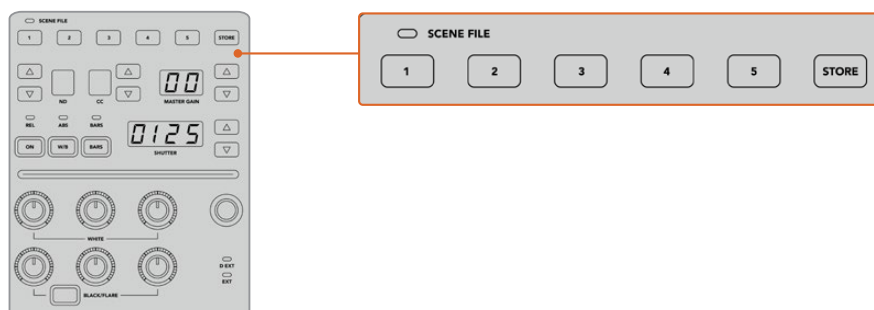 SCENE FILE
1 2 3 4 5 STORE
ND CC MASTER GAIN
00
REL ABS BARS
0125
ON W/B BARS
SHUTTER
WHITE
D EXT
EXT
BLACK/FLARE
SCENE FILE
1 2 3 4 5 STORE